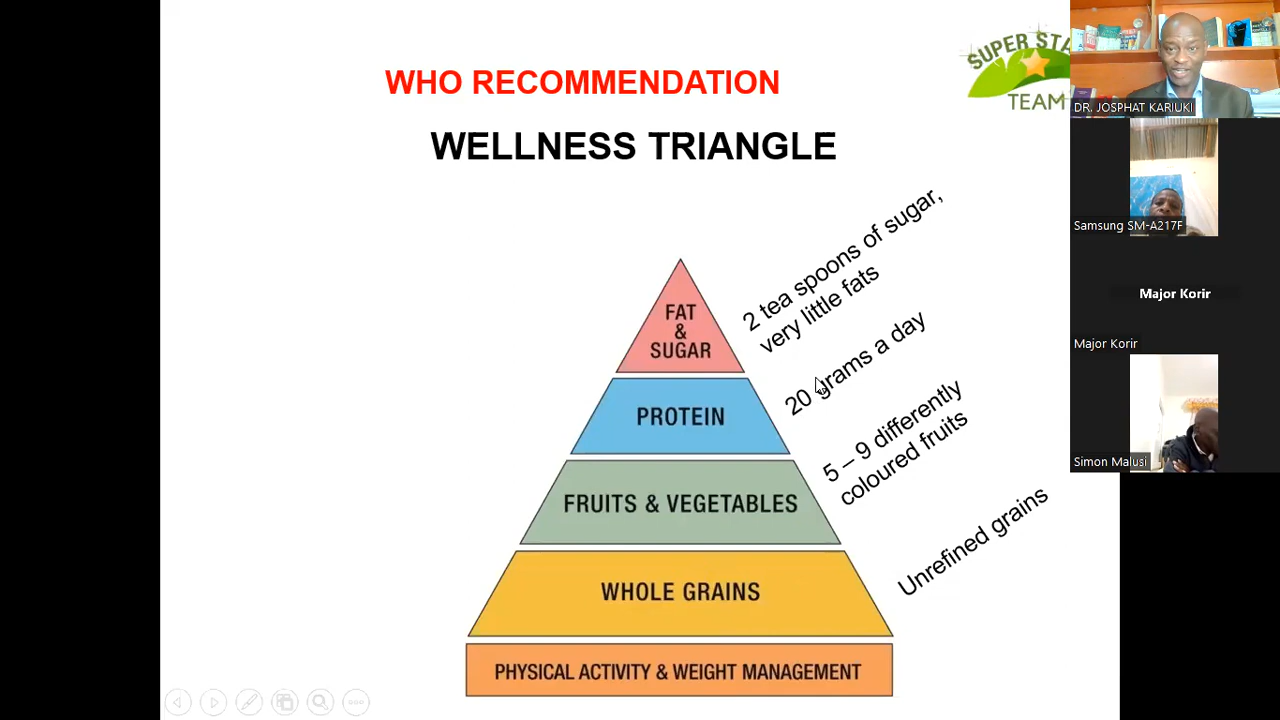 WHO RECOMMENDATION
WELLNESS TRIANGLE
SUPER STA
TEAM
FAT
&
SUGAR
2 tea spoons of sugar,
very little fats
PROTEIN
20 grams a day
FRUITS & VEGETABLES
5 – 9 differently
coloured fruits
WHOLE GRAINS
Unrefined grains
PHYSICAL ACTIVITY & WEIGHT MANAGEMENT
DR. JOSPHAT KARIUKI
Samsung SM-A217F
Major Korir
Major Korir
Simon Malusi